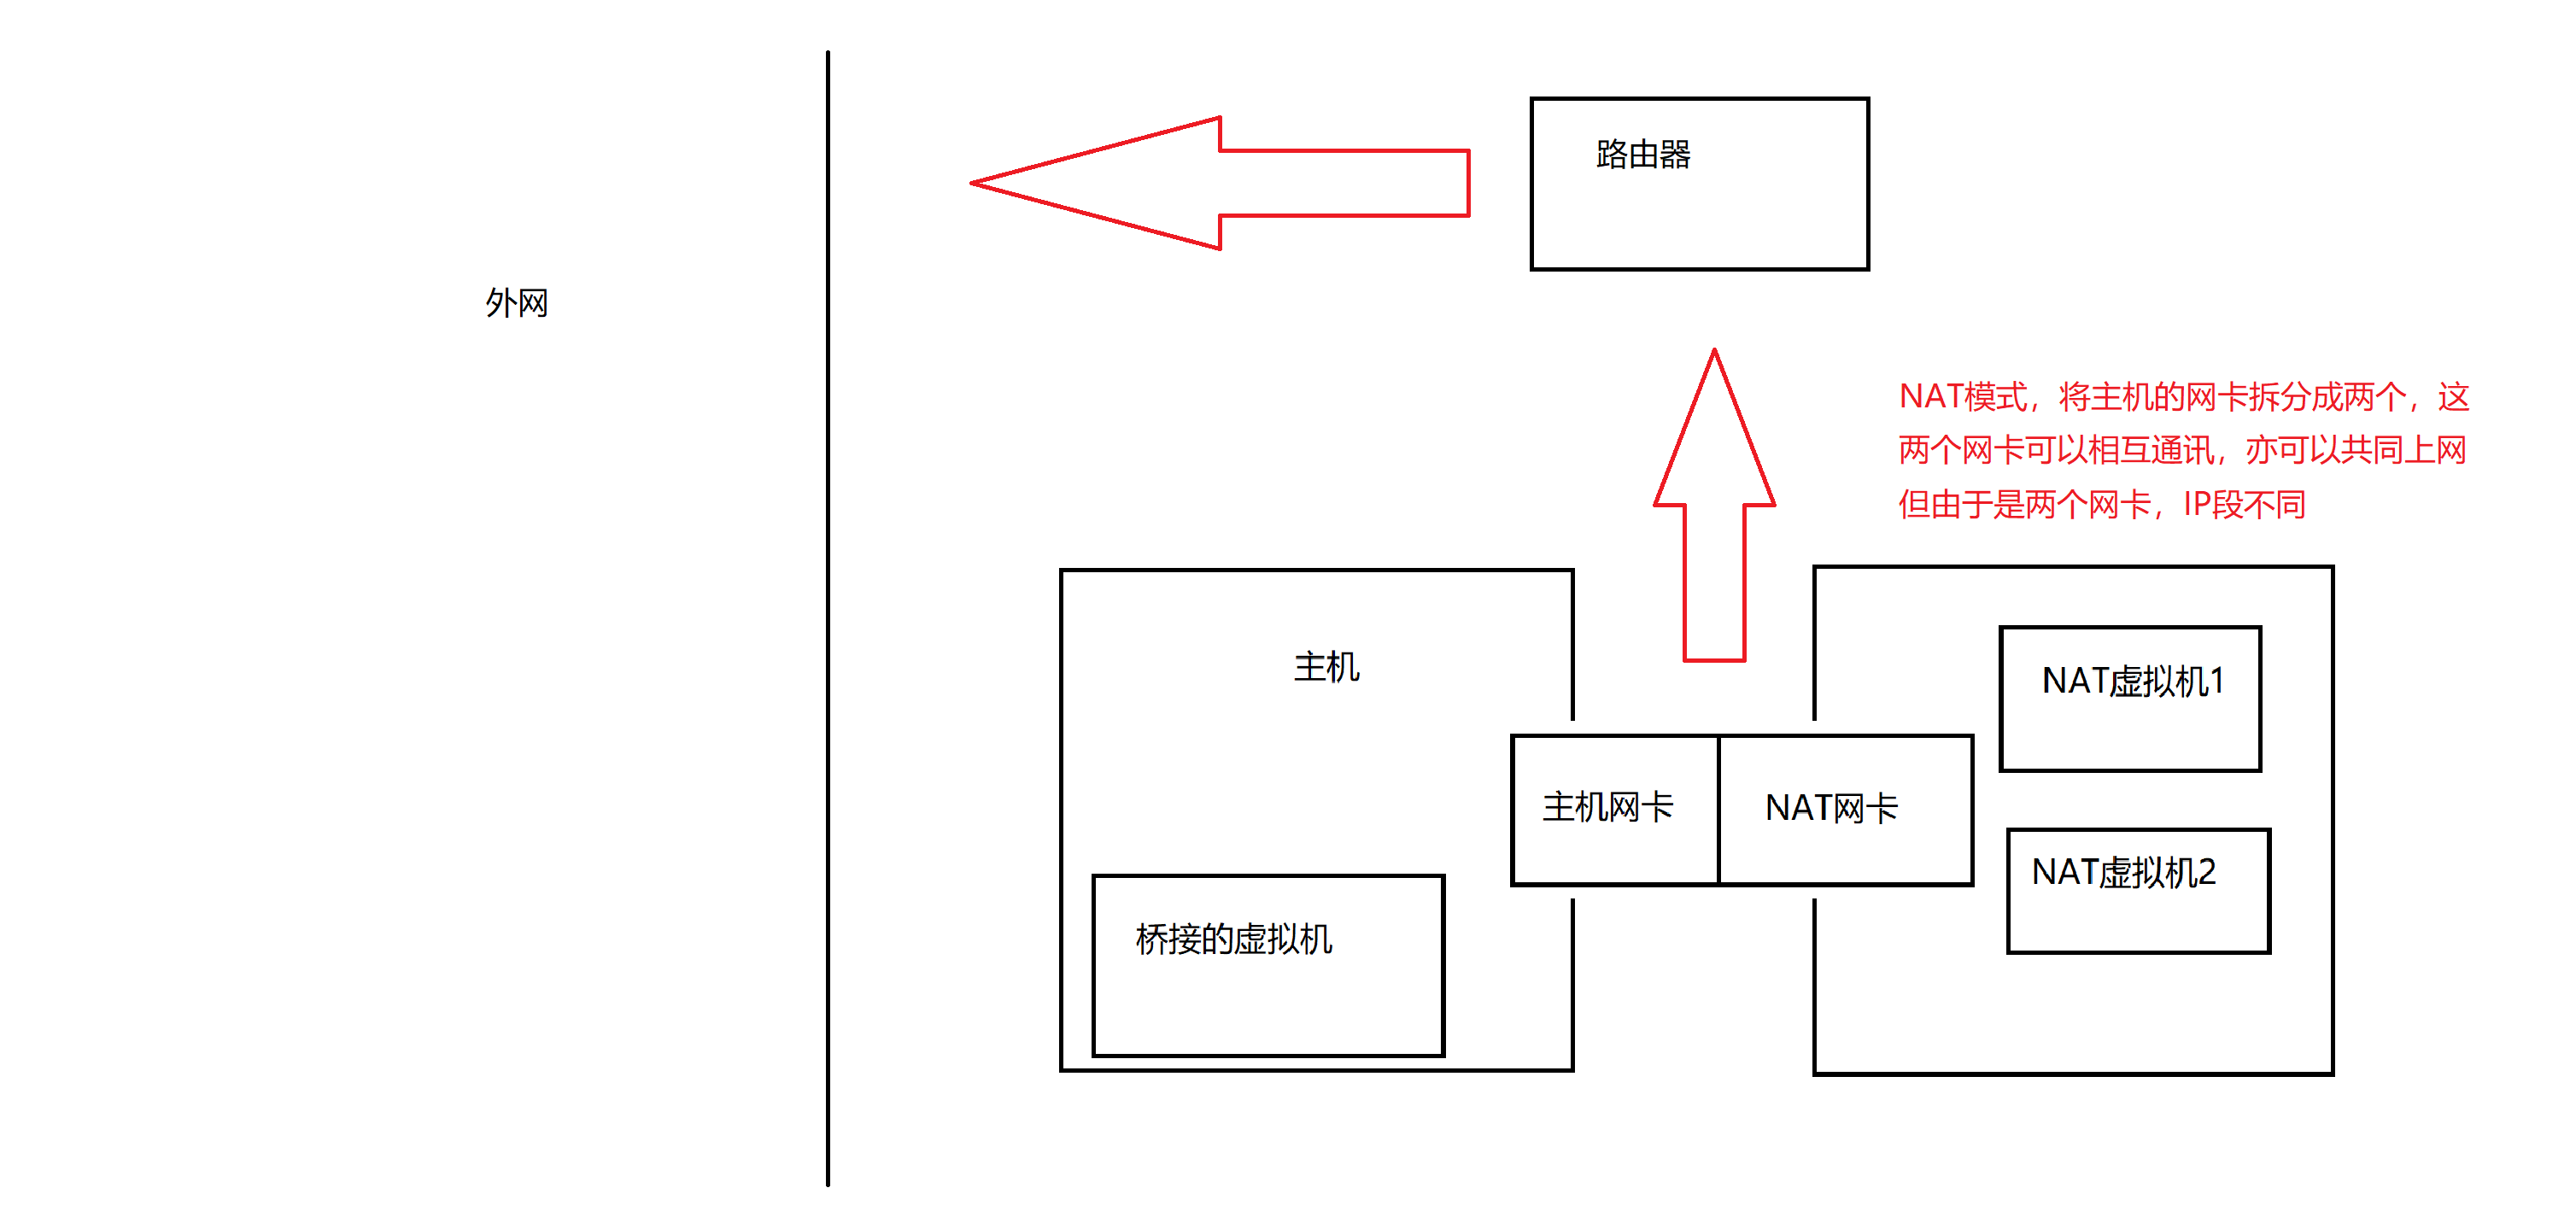 路由器
外网
NAT模式，将主机的网卡拆分成两个，这
两个网卡可以相互通讯，亦可以共同上网
但由于是两个网卡，IP段不同
主机
NAT虚拟机1
主机网卡
NAT网卡
NAT虚拟机2
桥接的虚拟机